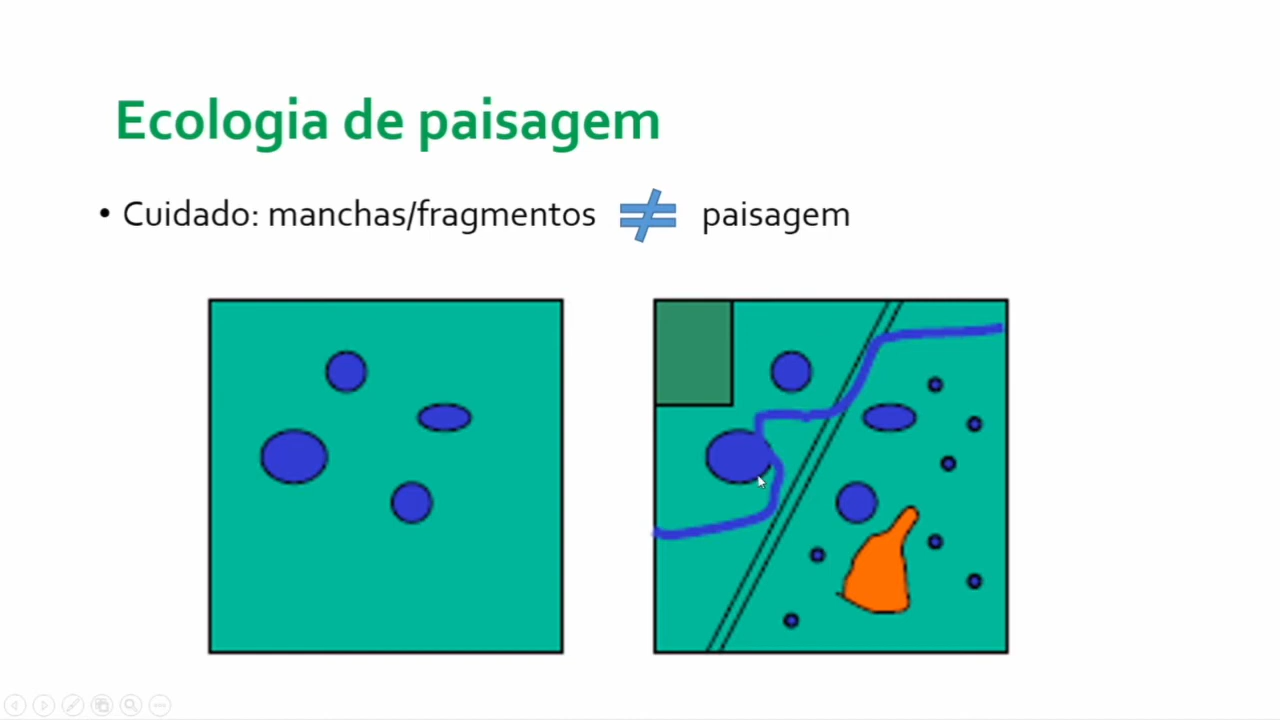 Ecologia de paisagem
• Cuidado: manchas/fragmentos ≠ paisagem